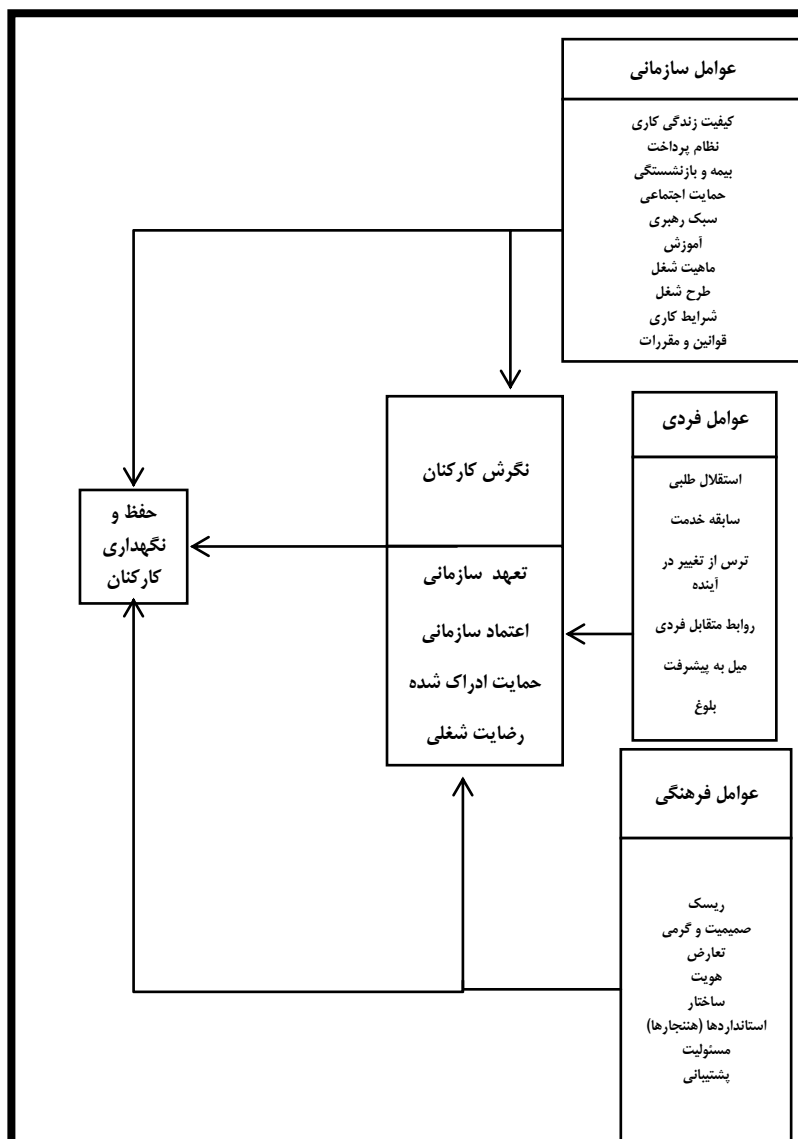 عوامل سازمانی
کیفیت زندگی کاری
نظام پرداخت
بیمه و بازنشستگی
حمایت اجتماعی
سبک رهبری
آموزش
ماهیت شغل
طرح شغل
شرایط کاری
قوانین و مقررات
عوامل فردی
استقلال طلبی
سابقه خدمت
ترس از تغییر در
آینده
روابط متقابل فردی
میل به پیشرفت
بلوغ
نگرش کارکنان
تعهد سازمانی
اعتماد سازمانی
حمایت ادراک شده
رضایت شغلی
حفظ و
نگهداری
کارکنان
عوامل فرهنگی
ریسک
صمیمیت و گرمی
تعارض
هویت
ساختار
استانداردها (هننجارها)
مسئولیت
پشتیبانی